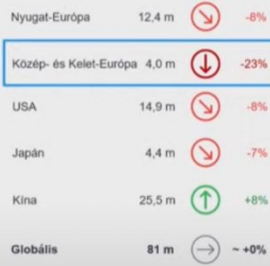 Nyugat-Európa 12,4 m -8%
Közép- és Kelet-Európa 4,0 m -23%
USA 14,9 m -8%
Japán 4,4 m -7%
Kína 25,5 m +8%
Globális 81 m ~ +0%